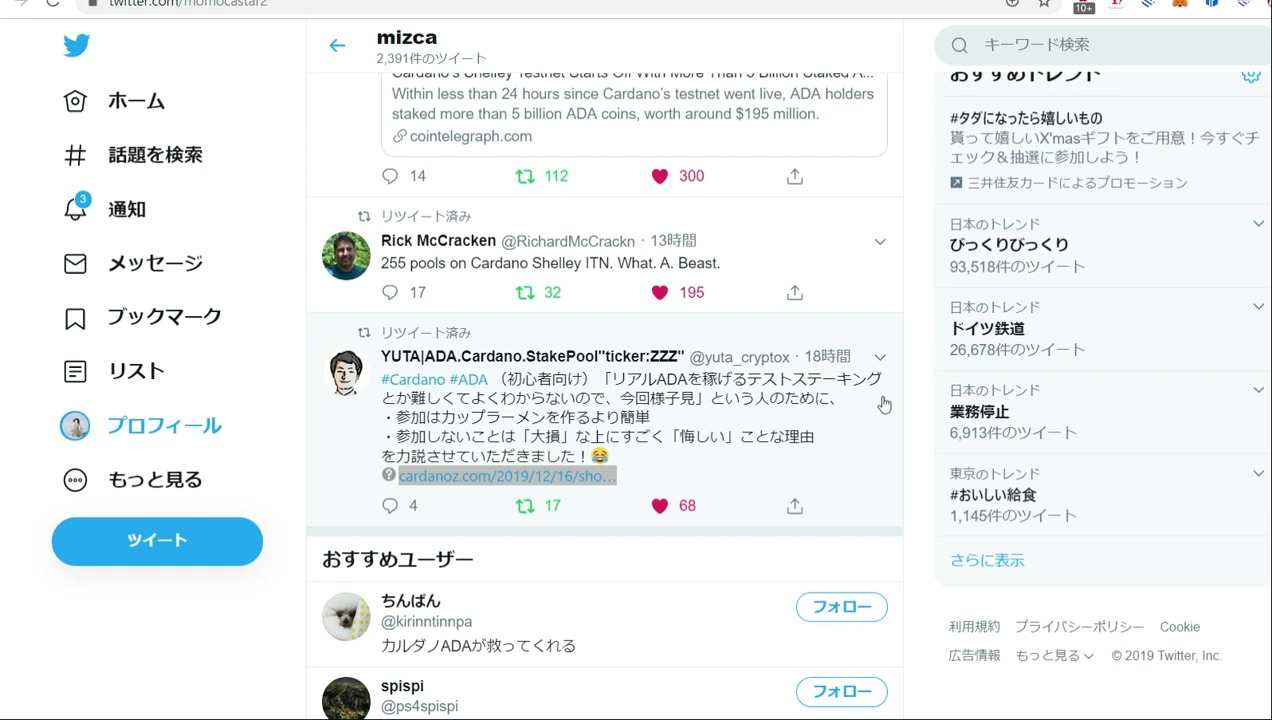 twitter.com/momocastar2
10+
ホーム
話題を検索
3
通知
メッセージ
ブックマーク
リスト
プロフィール
もっと見る
ツイート
mizca
2,391件のツイート
Cardano's Shelley Testnet Starts Off With More Than 5 Billion Staked A...
Within less than 24 hours since Cardano's testnet went live, ADA holders
staked more than 5 billion ADA coins, worth around $195 million.
cointelegraph.com
14 112 300
リツイート済み
Rick McCracken @RichardMcCrackn · 13時間
255 pools on Cardano Shelley ITN. What. A. Beast.
17 32 195
リツイート済み
YUTA|ADA.Cardano.StakePool"ticker:ZZZ" @yuta_cryptox · 18時間
#Cardano #ADA （初心者向け）「リアルADAを稼げるテストステーキング
とか難しくてよくわからないので、今回様子見」という人のために、
・参加はカップラーメンを作るより簡単
・参加しないことは「大損」な上にすごく「悔しい」ことな理由
を力説させていただきました！😂
cardanoz.com/2019/12/16/sho...
4 17 68
おすすめユーザー
ちんぱん
@kirinntinnpa
フォロー
カルダノADAが救ってくれる
spispi
@ps4spispi
フォロー
キーワード検索
おすすめトレンド
#タダになったら嬉しいもの
貰って嬉しいX'masギフトをご用意！今すぐチ
ェック＆抽選に参加しよう！
三井住友カードによるプロモーション
日本のトレンド
びっくりびっくり
93,518件のツイート
日本のトレンド
ドイツ鉄道
26,678件のツイート
日本のトレンド
業務停止
6,913件のツイート
東京のトレンド
#おいしい給食
1,145件のツイート
さらに表示
利用規約 プライバシーポリシー Cookie
広告情報 もっと見る © 2019 Twitter, Inc.